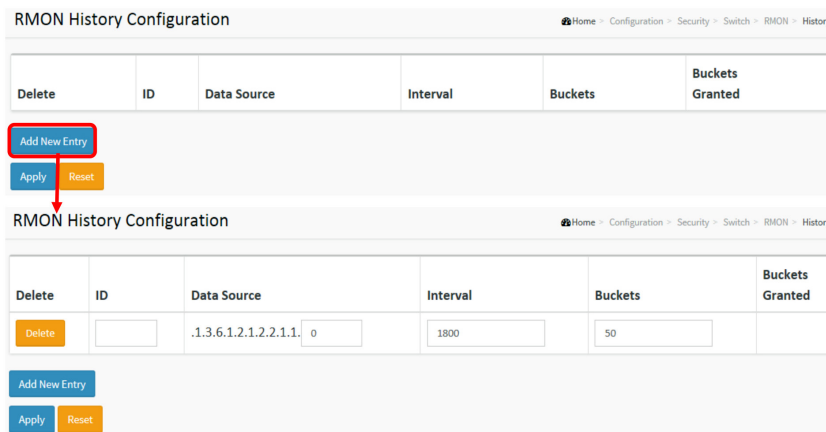 RMON History Configuration
Home > Configuration > Security > Switch > RMON > Histor
Delete ID Data Source Interval Buckets Buckets Granted
Add New Entry
Apply Reset
RMON History Configuration
Home > Configuration > Security > Switch > RMON > Histor
Delete ID Data Source Interval Buckets Buckets Granted
Delete .1.3.6.1.2.1.2.2.1.1. 0 1800 50
Add New Entry
Apply Reset